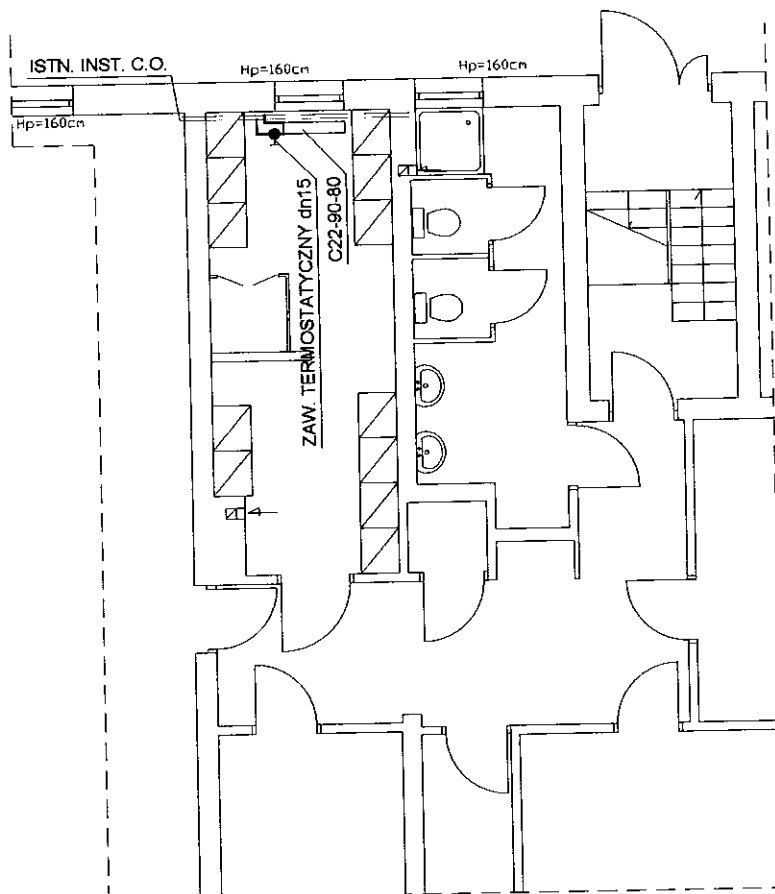 ISTN. INST. C.O.
Hp=160cm
Hp=160cm
Hp=160cm
ZAW. TERMOSTATYCZNY dn15
C22-90-80